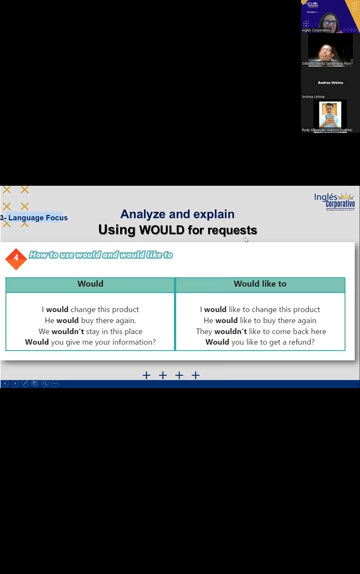 Inglés Corporativo
Andrea Urbina
Andrea Urbina
3- Language Focus
Analyze and explain
Using WOULD for requests
Inglés
Corporativo
4
How to use would and would like to
Would
Would like to
I would change this product
He would buy there again.
We wouldn't stay in this place
Would you give me your information?
I would like to change this product
He would like to buy there again
They wouldn't like to come back here
Would you like to get a refund?